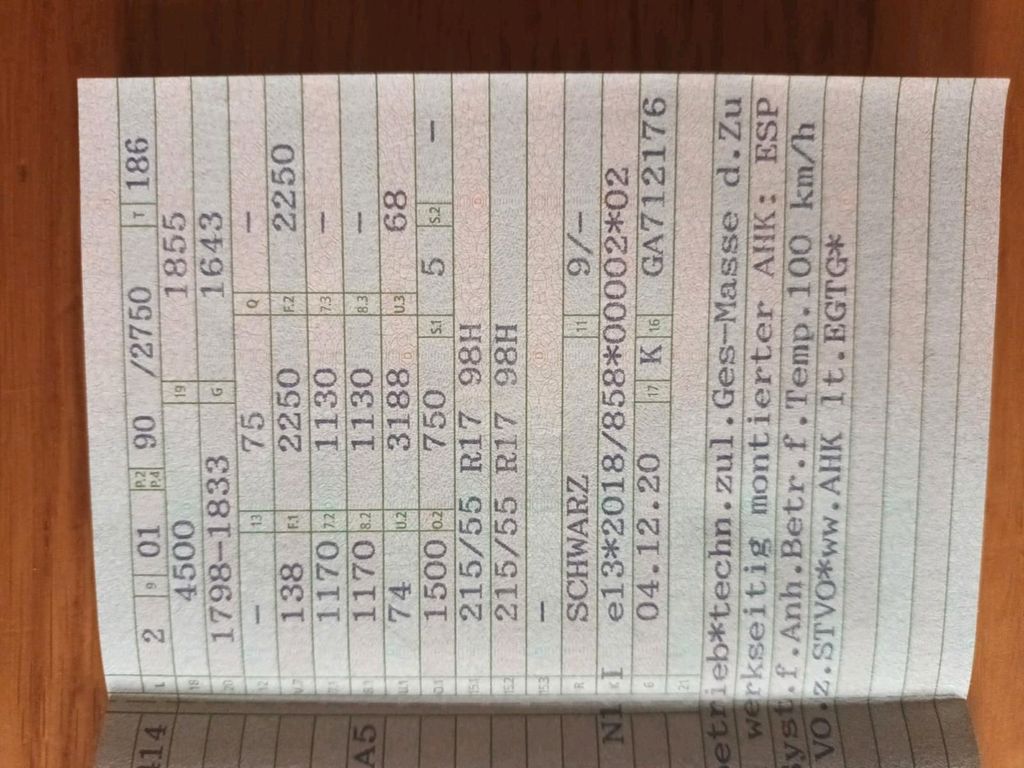 L 2 9 01 P.2 P.4 90 /2750 T 186
18 4500 19 1855
20 1798-1833 G 1643
12 - 13 75 Q -
V.7 138 F.1 2250 F.2 2250
7.1 1170 7.2 1130 7.3 -
8.1 1170 8.2 1130 8.3 -
U.1 74 U.2 3188 U.3 68
O.1 1500 O.2 750 S.1 5 S.2 -
15.1 215/55 R17 98H
15.2 215/55 R17 98H
15.3 -
R SCHWARZ 11 9/-
K e13*2018/858*00002*02
6 04.12.20 17 K 16 GA712176
21
etrieb*techn.zul.Ges-Masse d.Zu
werkseitig montierter AHK: ESP
yst.f.Anh.Betr.f.Temp.100 km/h
VO.z.STVO*ww.AHK lt.EGTG*
414
A5
N1 I